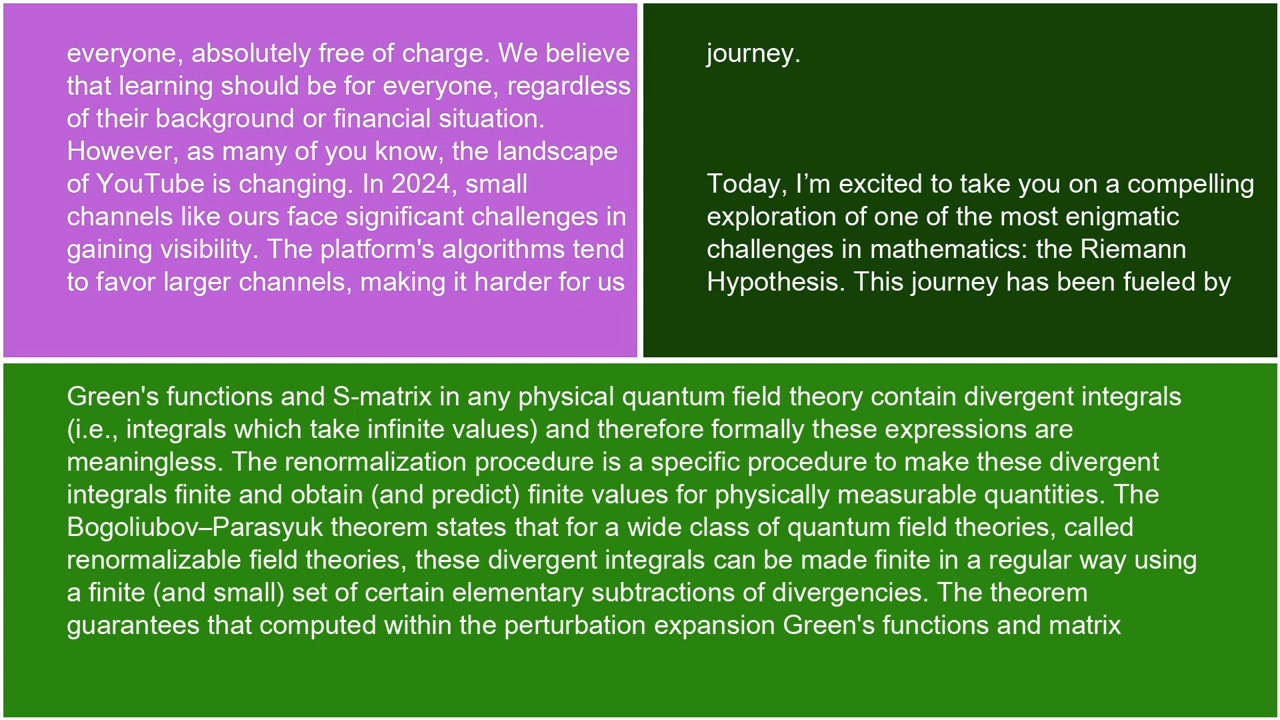 everyone, absolutely free of charge. We believe
that learning should be for everyone, regardless
of their background or financial situation.
However, as many of you know, the landscape
of YouTube is changing. In 2024, small
channels like ours face significant challenges in
gaining visibility. The platform's algorithms tend
to favor larger channels, making it harder for us
journey.
Today, I’m excited to take you on a compelling
exploration of one of the most enigmatic
challenges in mathematics: the Riemann
Hypothesis. This journey has been fueled by
Green's functions and S-matrix in any physical quantum field theory contain divergent integrals
(i.e., integrals which take infinite values) and therefore formally these expressions are
meaningless. The renormalization procedure is a specific procedure to make these divergent
integrals finite and obtain (and predict) finite values for physically measurable quantities. The
Bogoliubov–Parasyuk theorem states that for a wide class of quantum field theories, called
renormalizable field theories, these divergent integrals can be made finite in a regular way using
a finite (and small) set of certain elementary subtractions of divergencies. The theorem
guarantees that computed within the perturbation expansion Green's functions and matrix